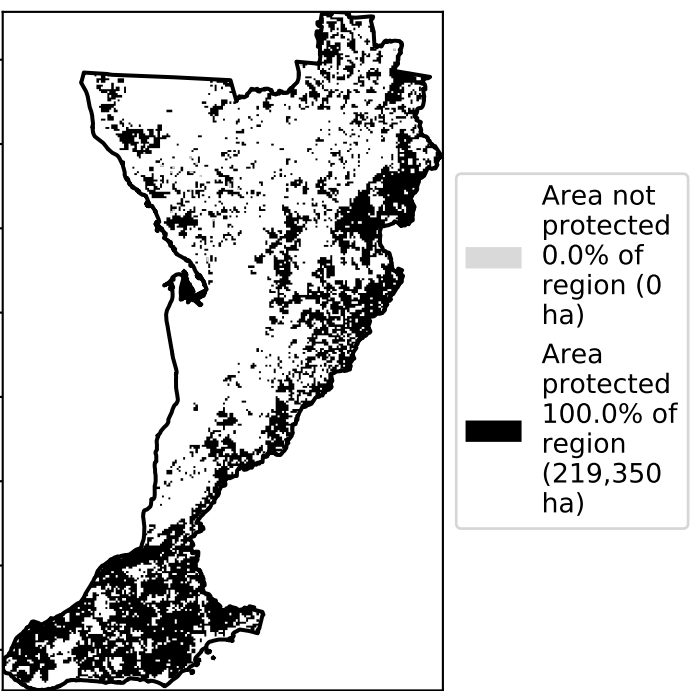 Area not
protected
0.0% of
region (0
ha)
Area
protected
100.0% of
region
(219,350
ha)